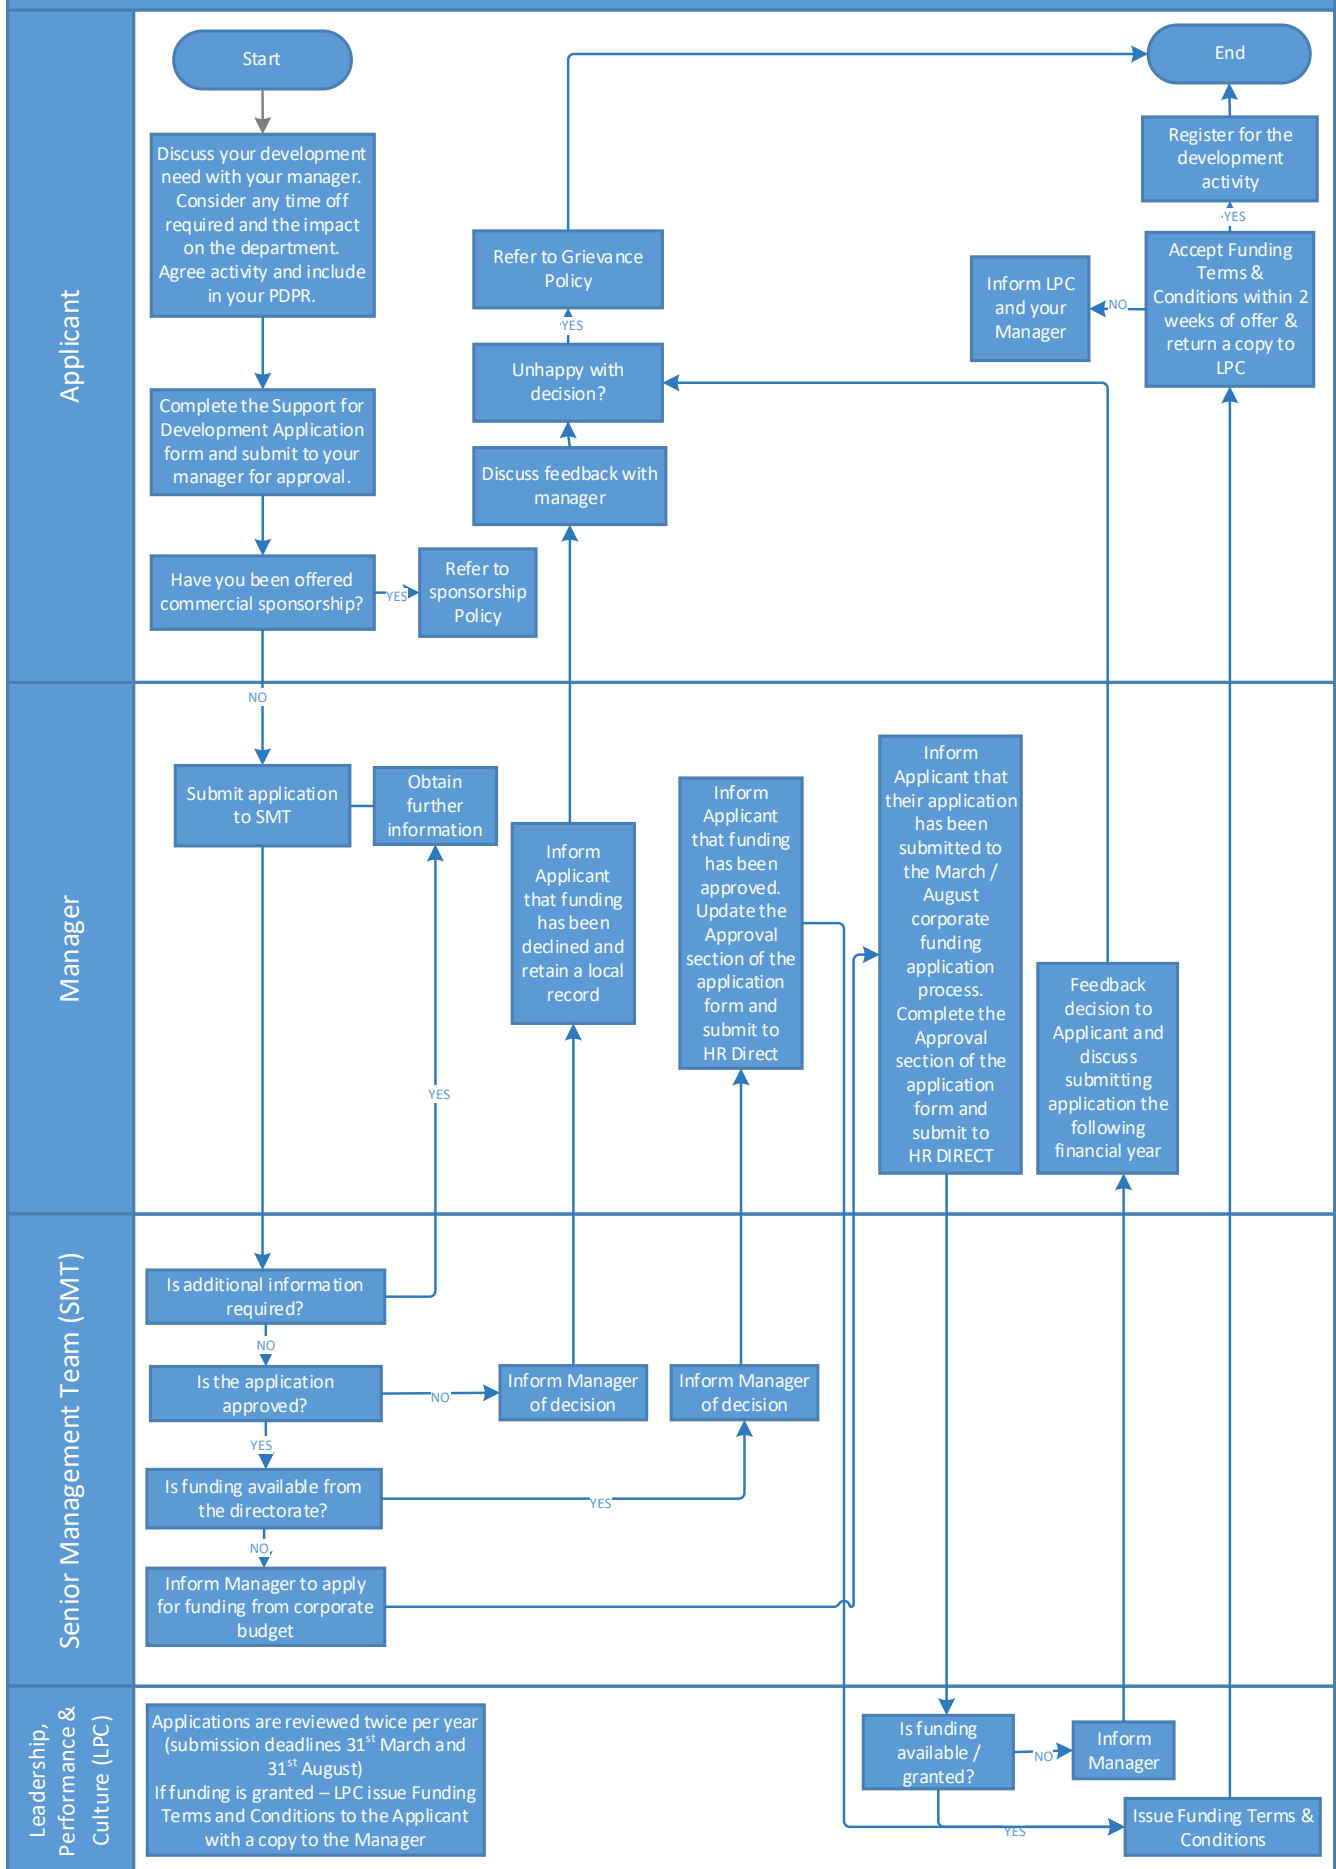 Applicant
Start
Discuss your development
need with your manager.
Consider any time off
required and the impact
on the department.
Agree activity and include
in your PDPR.
Complete the Support for
Development Application
form and submit to your
manager for approval.
Have you been offered
commercial sponsorship?
YES
Refer to
sponsorship
Policy
NO
Refer to Grievance
Policy
YES
Unhappy with
decision?
Discuss feedback with
manager
End
Register for the
development
activity
YES
Accept Funding
Terms &
Conditions within 2
weeks of offer &
return a copy to
LPC
NO
Inform LPC
and your
Manager
Manager
Submit application
to SMT
Obtain
further
information
YES
Inform
Applicant
that funding
has been
declined and
retain a local
record
Inform
Applicant
that funding
has been
approved.
Update the
Approval
section of the
application
form and
submit to
HR Direct
Inform
Applicant that
their application
has been
submitted to
the March /
August
corporate
funding
application
process.
Complete the
Approval
section of the
application
form and
submit to
HR DIRECT
Feedback
decision to
Applicant and
discuss
submitting
application the
following
financial year
Senior Management Team (SMT)
Is additional information
required?
NO
Is the application
approved?
NO
Inform Manager
of decision
Inform Manager
of decision
YES
Is funding available from
the directorate?
YES
NO
Inform Manager to apply
for funding from corporate
budget
Leadership,
Performance &
Culture (LPC)
Applications are reviewed twice per year
(submission deadlines 31st March and
31st August)
If funding is granted – LPC issue Funding
Terms and Conditions to the Applicant
with a copy to the Manager
Is funding
available /
granted?
NO
Inform
Manager
YES
Issue Funding Terms &
Conditions